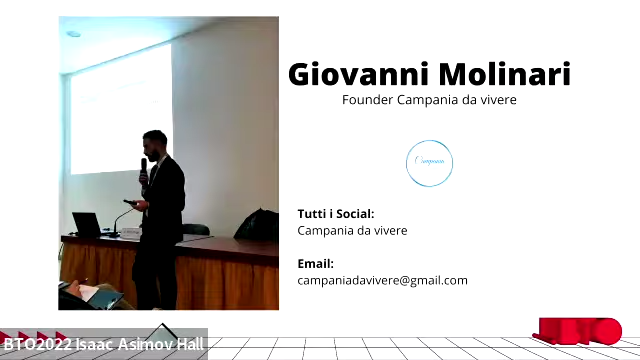 Giovanni Molinari
Founder Campania da vivere
Campania
Tutti i Social:
Campania da vivere
Email:
campaniadavivere@gmail.com
BTO2022 Isaac Asimov Hall
BTO